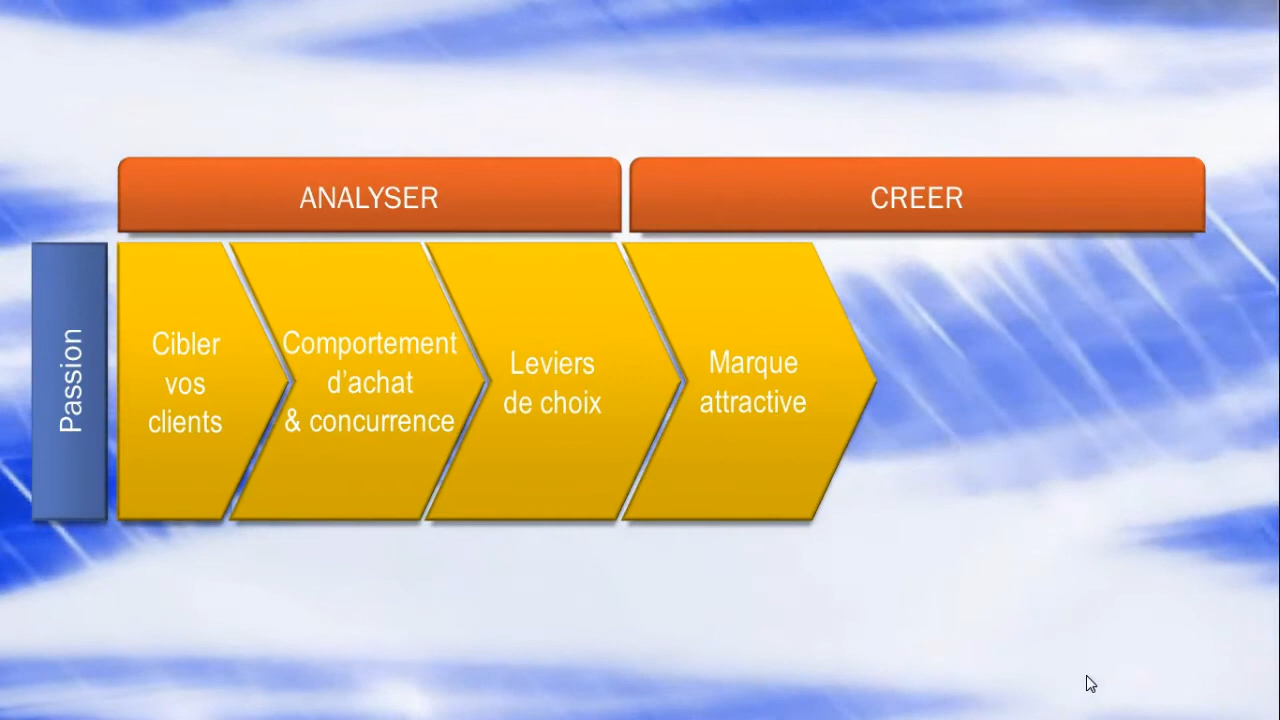 ANALYSER
CREER
Passion
Cibler
vos
clients
Comportement
d’achat
& concurrence
Leviers
de choix
Marque
attractive